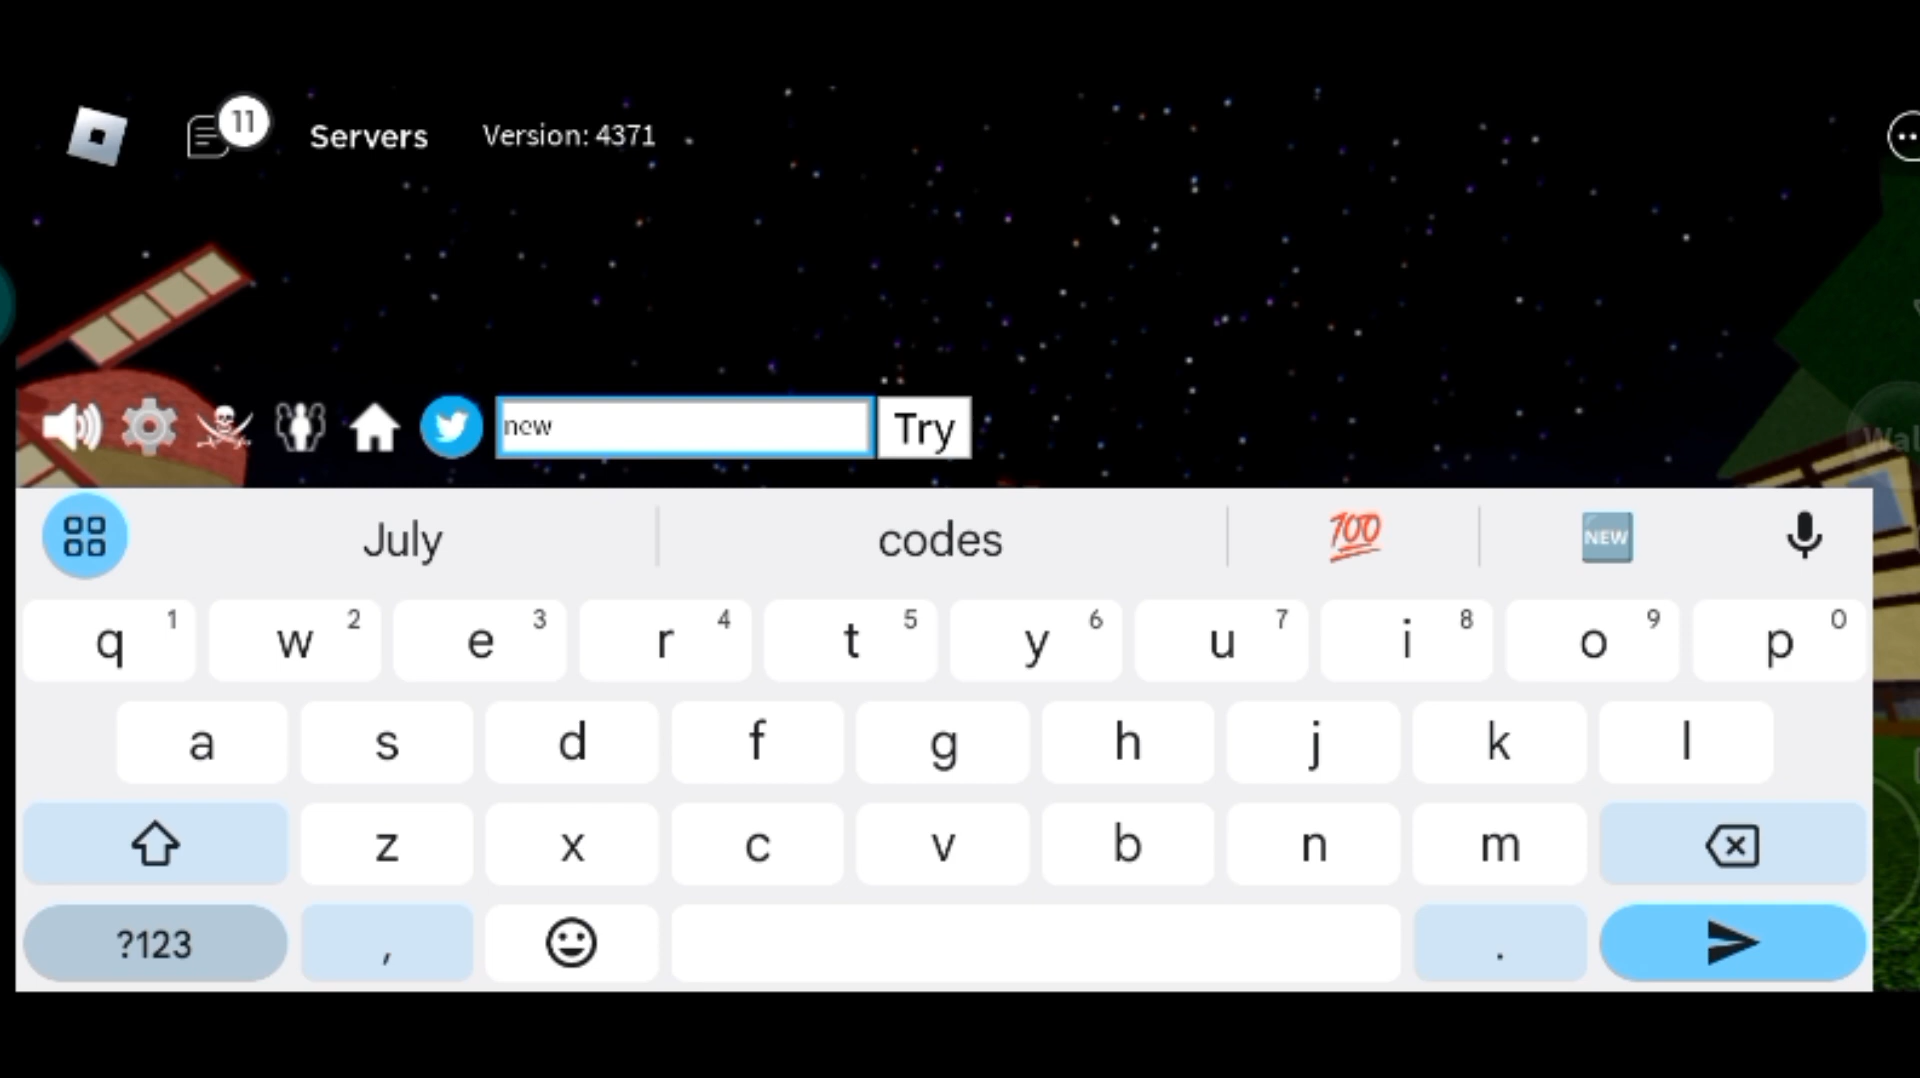 11
Servers
Version: 4371
new
Try
July
codes
100
NEW
q 1 w 2 e 3 r 4 t 5 y 6 u 7 i 8 o 9 p 0
a s d f g h j k l
z x c v b n m
?123 , .